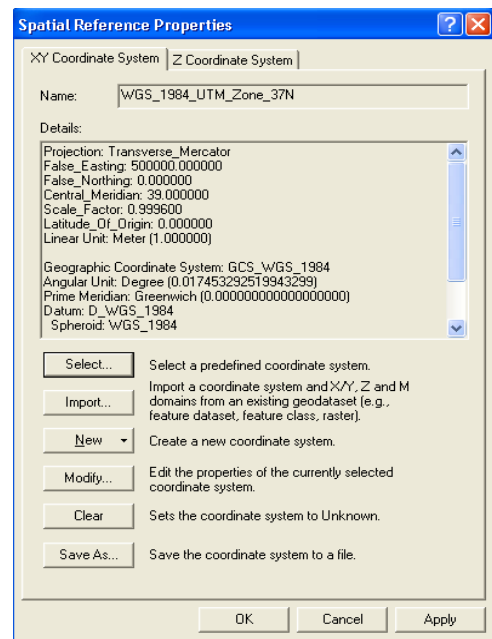 Spatial Reference Properties
XY Coordinate System Z Coordinate System
Name: WGS_1984_UTM_Zone_37N
Details:
Projection: Transverse_Mercator
False_Easting: 500000.000000
False_Northing: 0.000000
Central_Meridian: 39.000000
Scale_Factor: 0.999600
Latitude_Of_Origin: 0.000000
Linear Unit: Meter (1.000000)
Geographic Coordinate System: GCS_WGS_1984
Angular Unit: Degree (0.017453292519943299)
Prime Meridian: Greenwich (0.000000000000000000)
Datum: D_WGS_1984
Spheroid: WGS_1984
Select... Select a predefined coordinate system.
Import... Import a coordinate system and X/Y, Z and M
domains from an existing geodataset (e.g.,
feature dataset, feature class, raster).
New Create a new coordinate system.
Modify... Edit the properties of the currently selected
coordinate system.
Clear Sets the coordinate system to Unknown.
Save As... Save the coordinate system to a file.
OK Cancel Apply